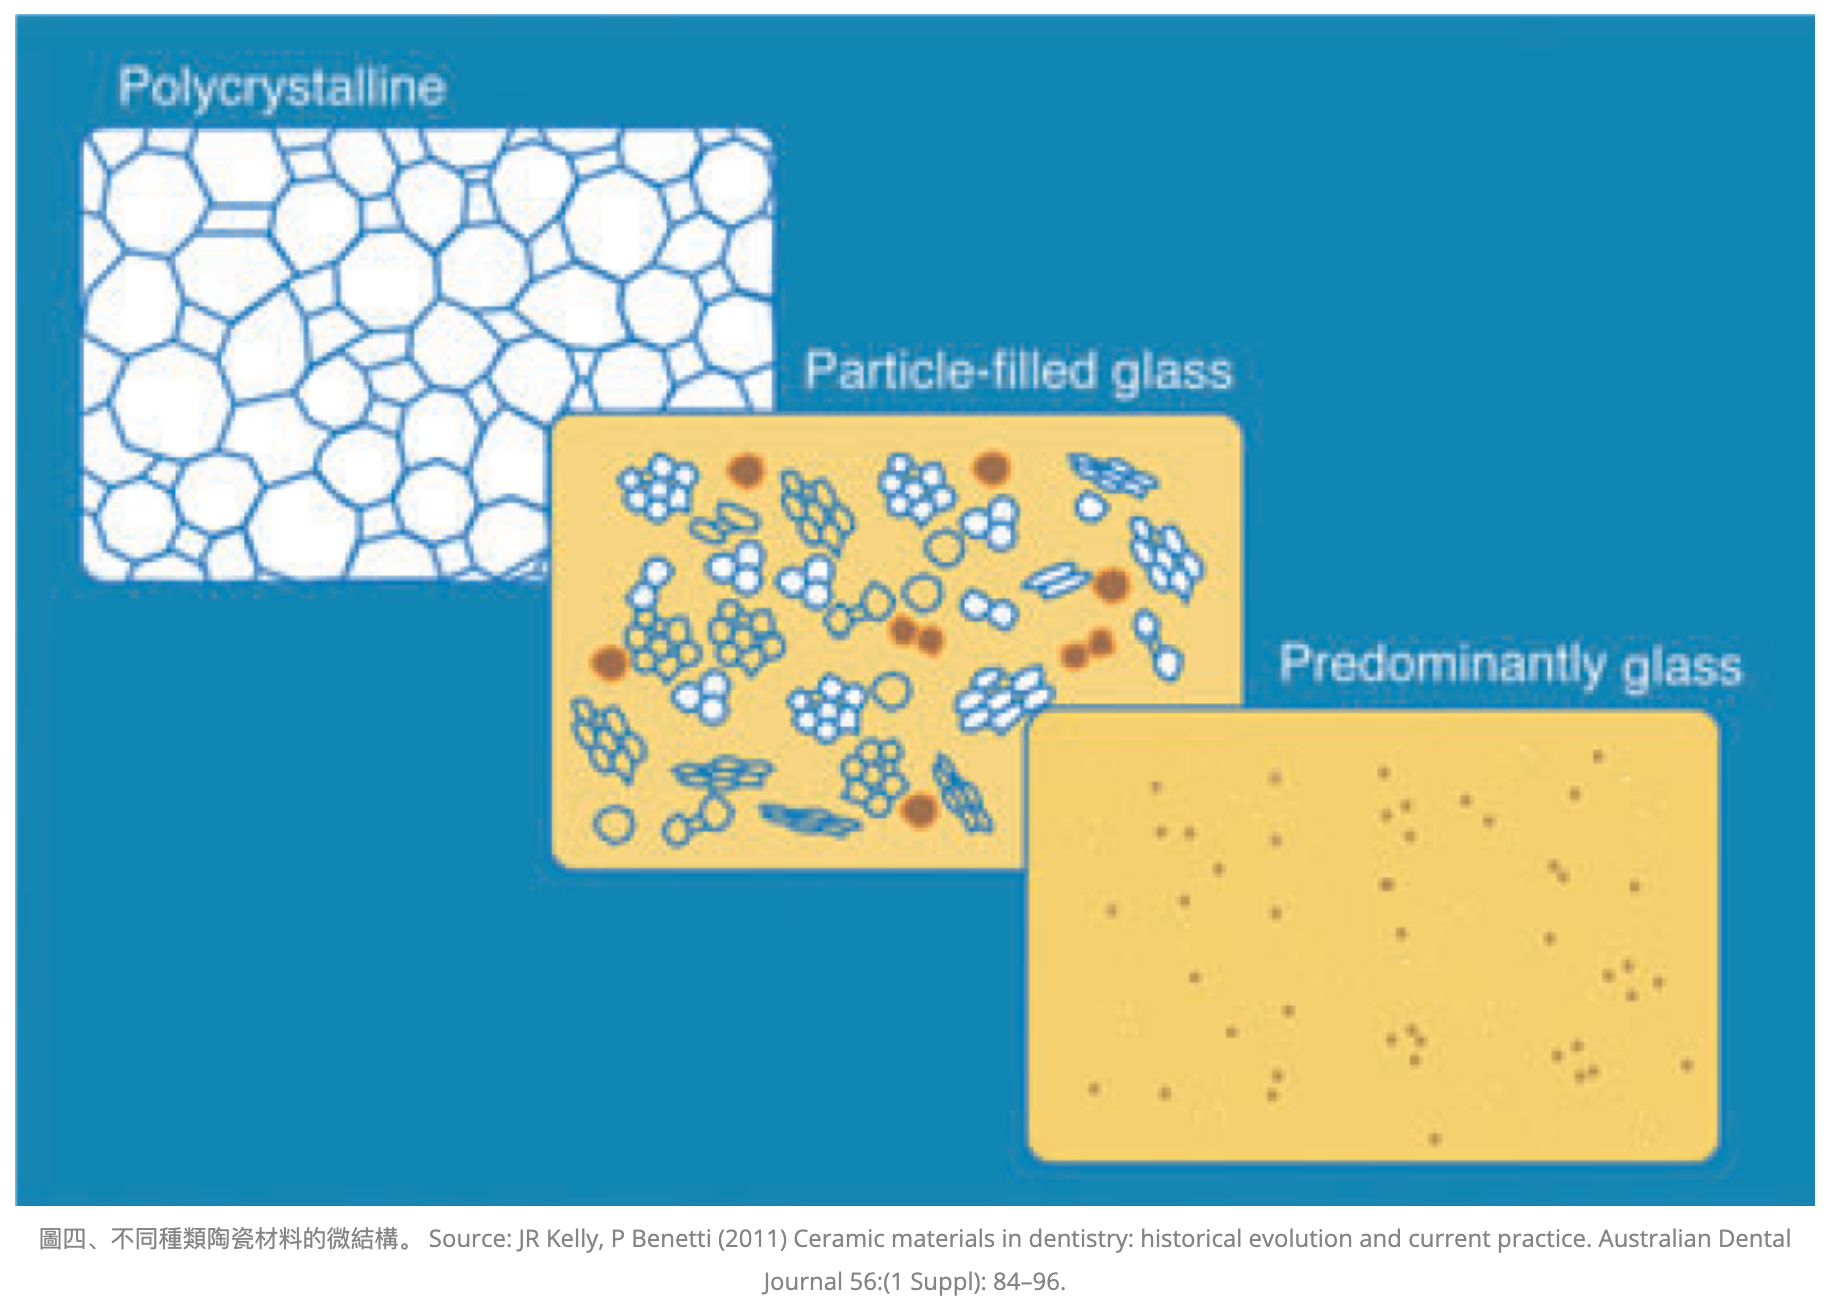 Polycrystalline
Particle-filled glass
Predominantly glass
圖四、不同種類陶瓷材料的微結構。 Source: JR Kelly, P Benetti (2011) Ceramic materials in dentistry: historical evolution and current practice. Australian Dental
Journal 56:(1 Suppl): 84–96.